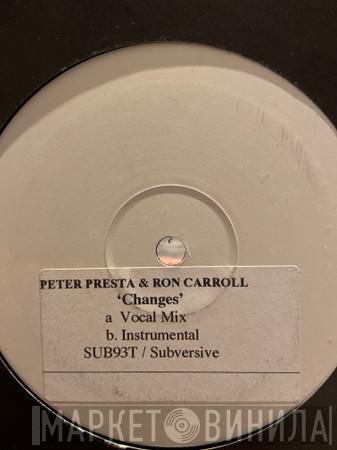 PETER PRESTA & RON CARROLL
‘Changes’
a Vocal Mix
b. Instrumental
SUB93T / Subversive
МАРКЕТ ВИНИЛА